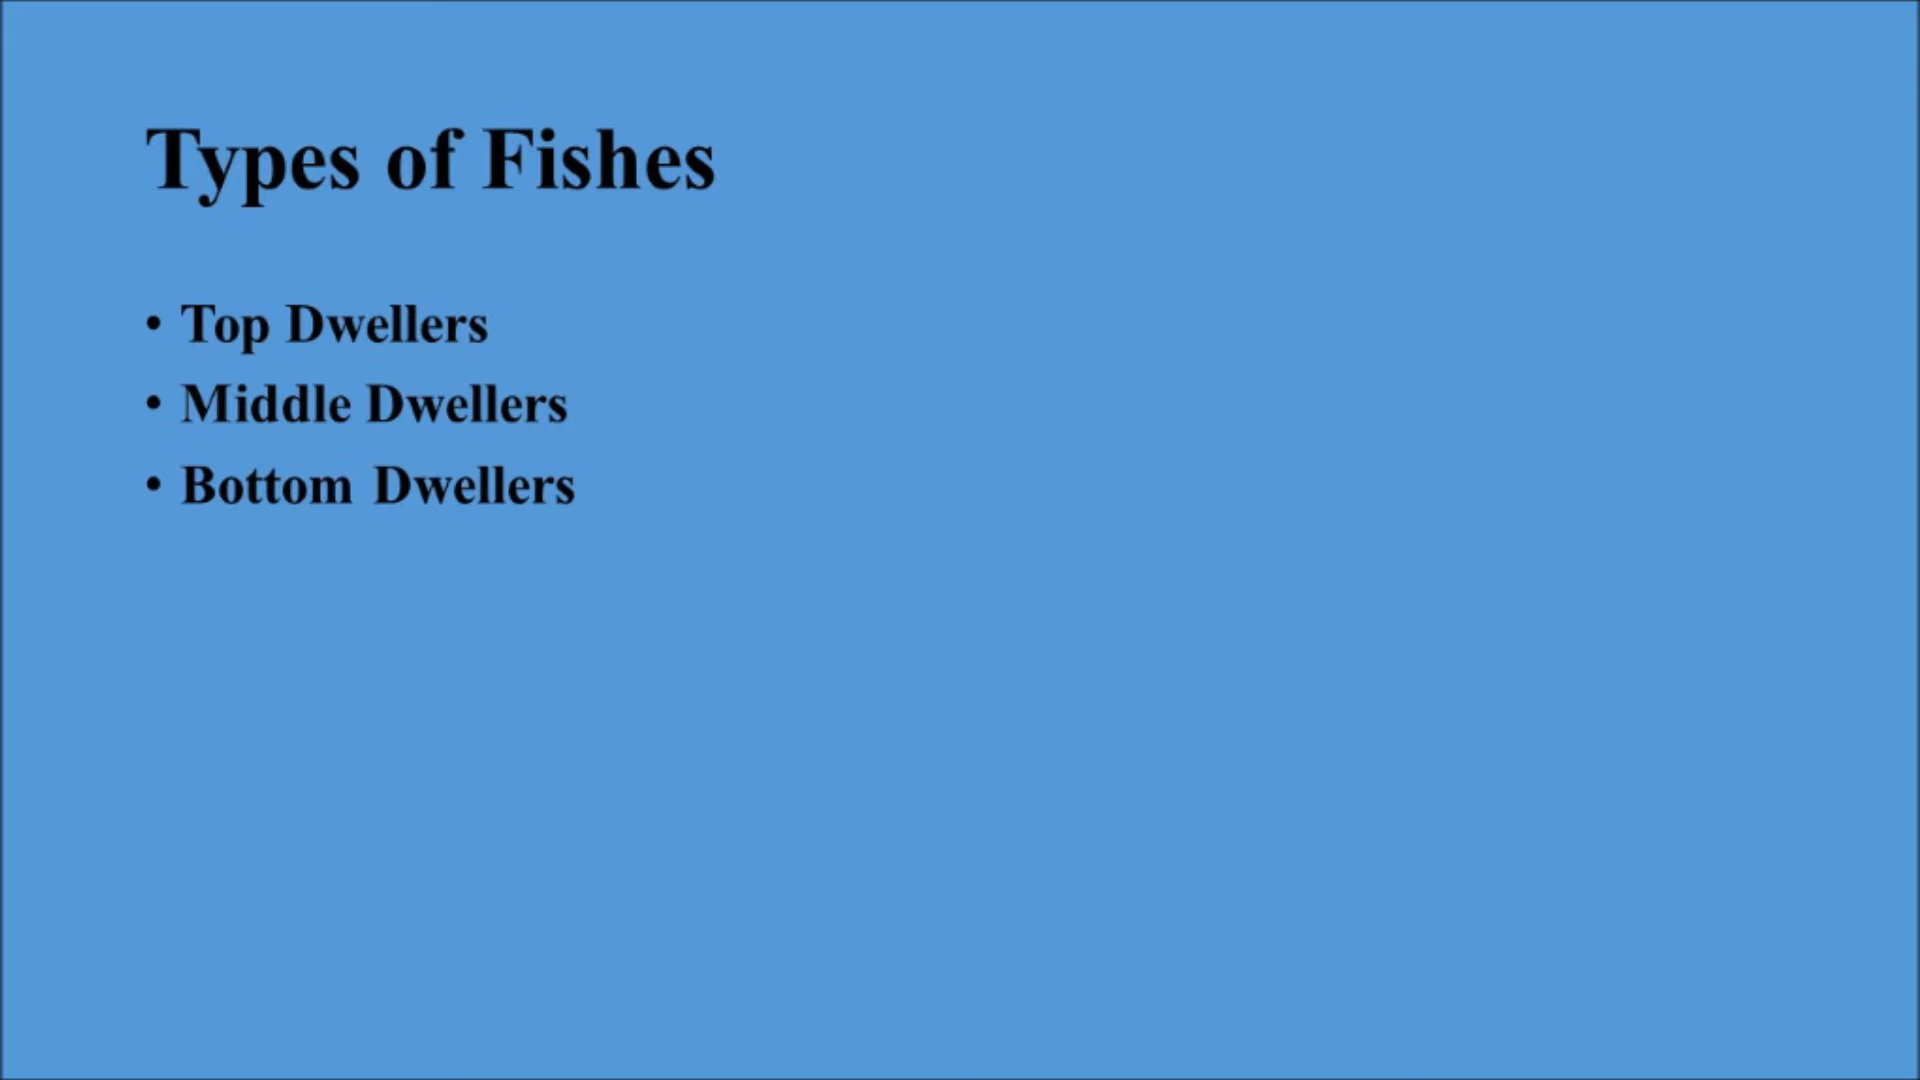 Types of Fishes
• Top Dwellers
• Middle Dwellers
• Bottom Dwellers